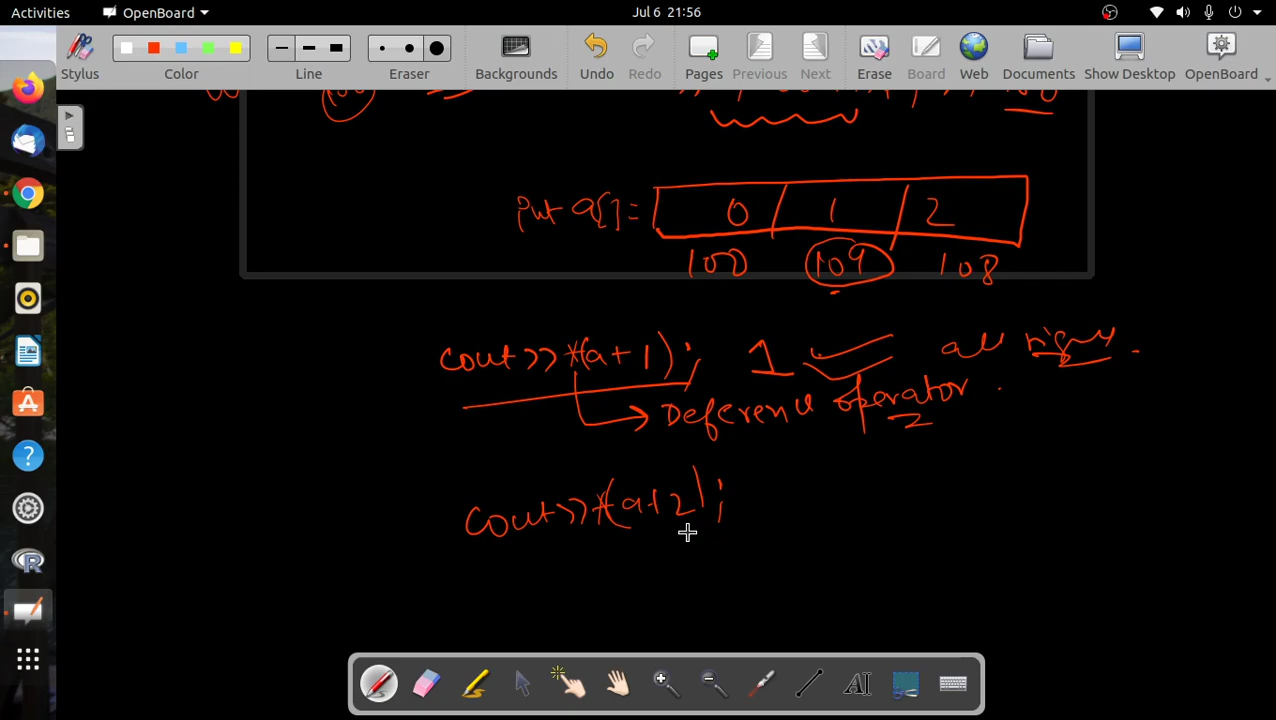 Activities OpenBoard Jul 6 21:56
Stylus Color Line Eraser Backgrounds Undo Redo Pages Previous Next Erase Board Web Documents Show Desktop OpenBoard
100 100
int a[]= 0 1 2
100 104 108
cout>>*(a+1); 1 all right.
→ Deference operator.
cout>>*(a+2);